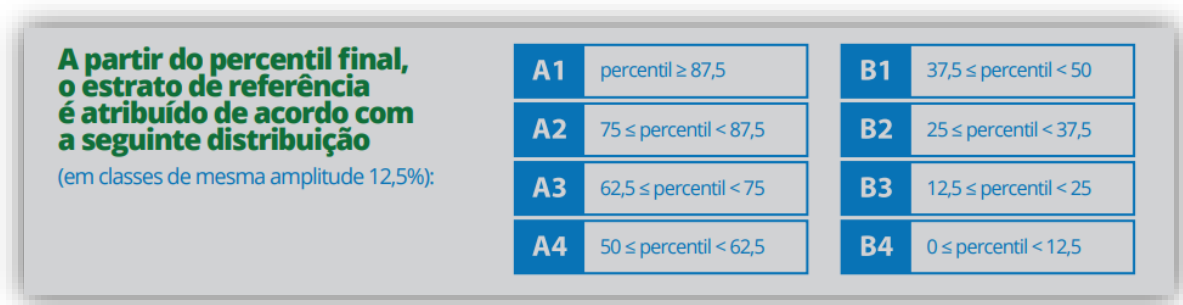 A partir do percentil final,
o estrato de referência
é atribuído de acordo com
a seguinte distribuição
(em classes de mesma amplitude 12,5%):
A1 percentil ≥ 87,5
A2 75 ≤ percentil < 87,5
A3 62,5 ≤ percentil < 75
A4 50 ≤ percentil < 62,5
B1 37,5 ≤ percentil < 50
B2 25 ≤ percentil < 37,5
B3 12,5 ≤ percentil < 25
B4 0 ≤ percentil < 12,5